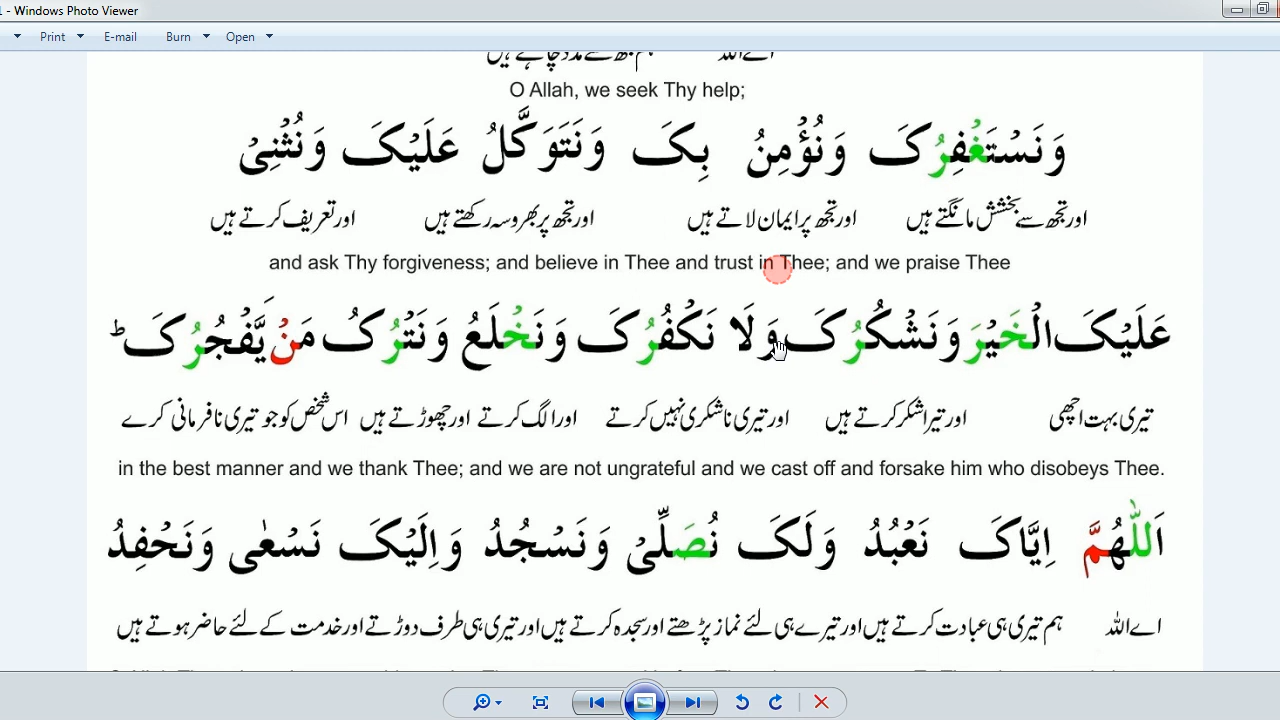 - Windows Photo Viewer
Print E-mail Burn Open
O Allah, we seek Thy help;
وَنَسْتَغْفِرُکَ وَنُؤْمِنُ بِکَ وَنَتَوَکَّلُ عَلَیْکَ وَنُثْنِیْ
اور تجھ سے بخشش مانگتے ہیں اور تجھ پر ایمان لاتے ہیں اور تجھ پر بھروسہ رکھتے ہیں اور تعریف کرتے ہیں
and ask Thy forgiveness; and believe in Thee and trust in Thee; and we praise Thee
عَلَیْکَ الْخَیْرَ وَنَشْکُرُکَ وَلَا نَکْفُرُکَ وَنَخْلَعُ وَنَتْرُکُ مَنْ یَّفْجُرُکَ ؕ
تیری بہت اچھی اور تیرا شکر کرتے ہیں اور تیری ناشکری نہیں کرتے اور الگ کرتے اور چھوڑتے ہیں اس شخص کو جو تیری نافرمانی کرے
in the best manner and we thank Thee; and we are not ungrateful and we cast off and forsake him who disobeys Thee.
اَللّٰهُمَّ اِیَّاکَ نَعْبُدُ وَلَکَ نُصَلِّیْ وَنَسْجُدُ وَاِلَیْکَ نَسْعٰی وَنَحْفِدُ
اے اللہ ہم تیری ہی عبادت کرتے ہیں اور تیرے ہی لئے نماز پڑھتے اور سجدہ کرتے ہیں اور تیری ہی طرف دوڑتے اور خدمت کے لئے حاضر ہوتے ہیں